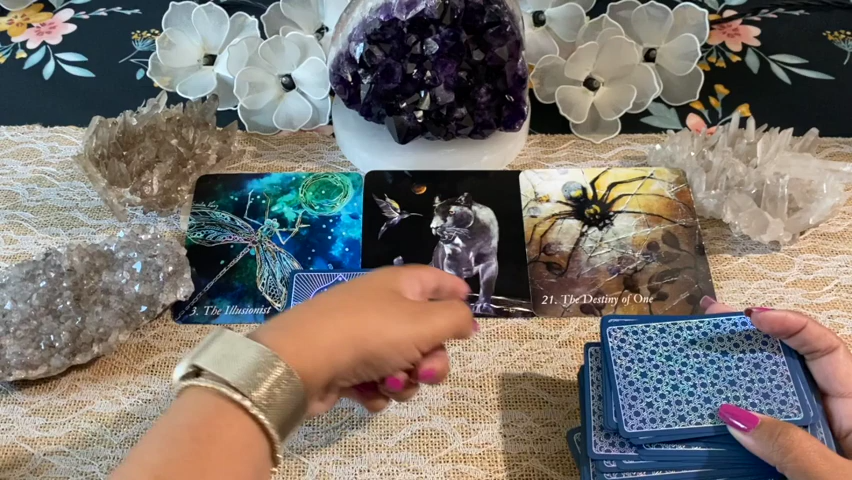 3. The Illusionist
21. The Destiny of One